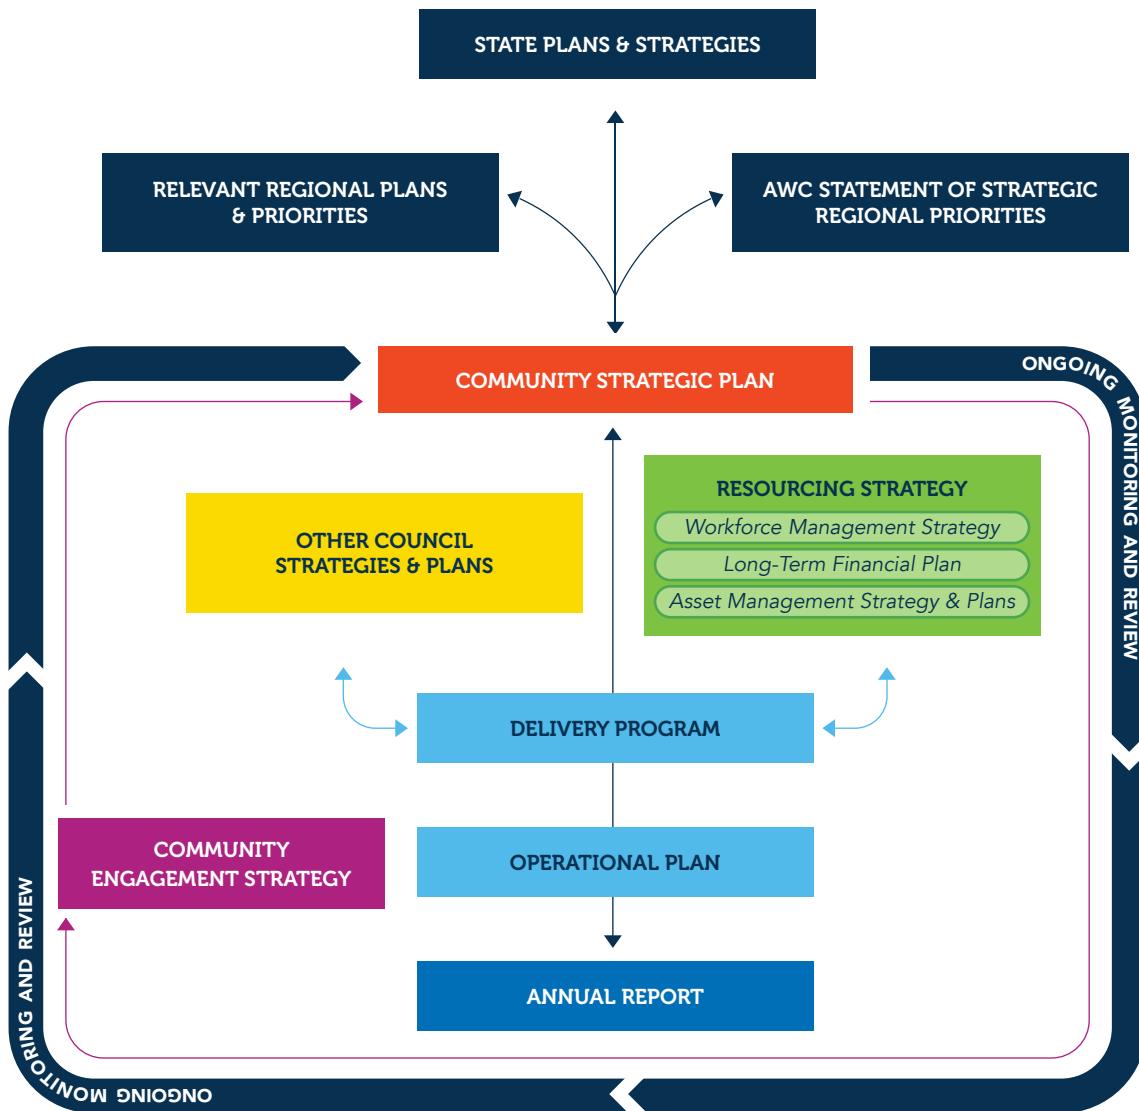 STATE PLANS & STRATEGIES
RELEVANT REGIONAL PLANS
& PRIORITIES
AWC STATEMENT OF STRATEGIC
REGIONAL PRIORITIES
COMMUNITY STRATEGIC PLAN
ONGOING MONITORING AND REVIEW
RESOURCING STRATEGY
Workforce Management Strategy
Long-Term Financial Plan
Asset Management Strategy & Plans
OTHER COUNCIL
STRATEGIES & PLANS
DELIVERY PROGRAM
COMMUNITY
ENGAGEMENT STRATEGY
OPERATIONAL PLAN
ANNUAL REPORT
ONGOING MONITORING AND REVIEW